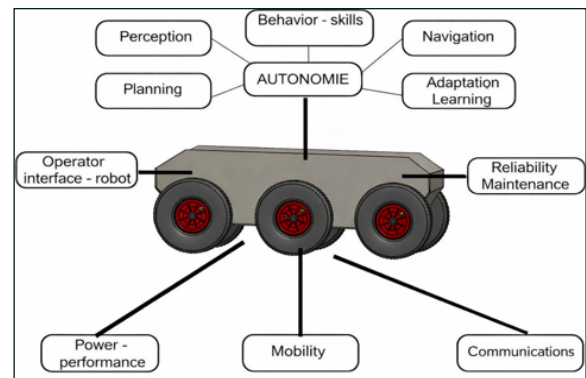 Behavior - skills
Perception
Navigation
AUTONOMIE
Planning
Adaptation
Learning
Operator
interface - robot
Reliability
Maintenance
Power -
performance
Mobility
Communications